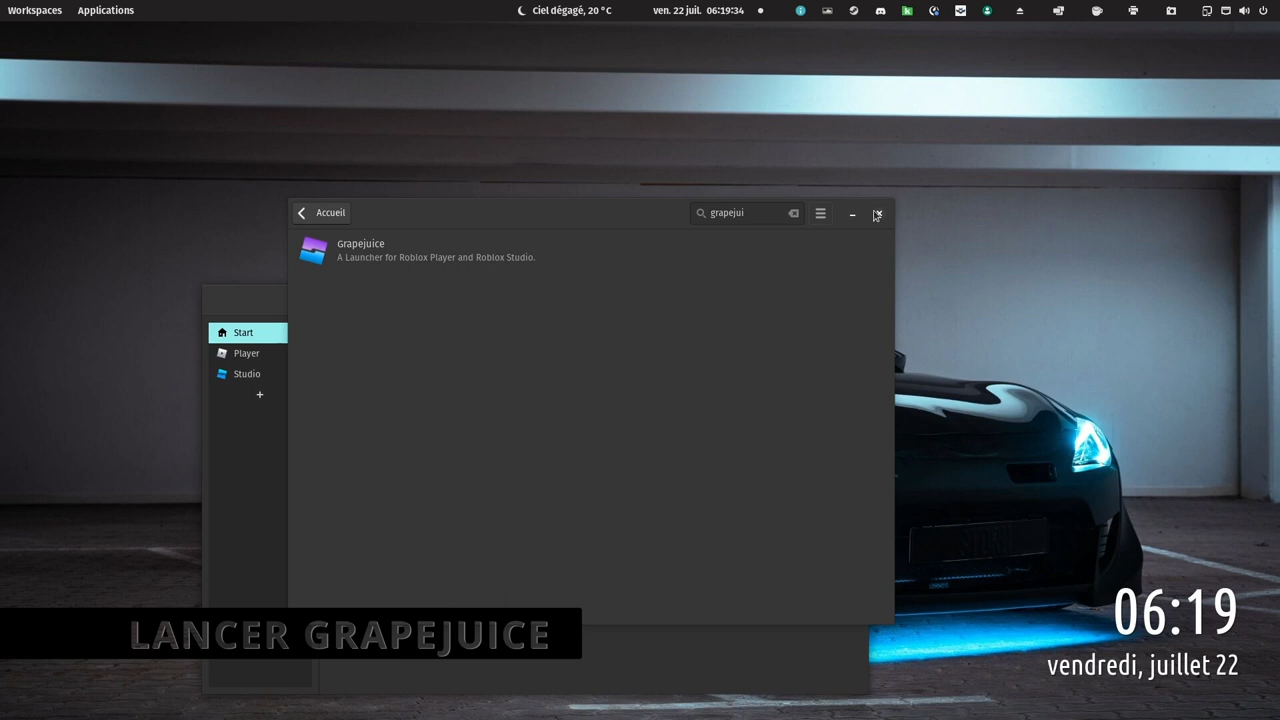 Workspaces Applications Ciel dégagé, 20 °C ven. 22 juil. 06:19:34
Accueil grapejui
Grapejuice
A Launcher for Roblox Player and Roblox Studio.
Start
Player
Studio
+
LANCER GRAPEJUICE
06:19
vendredi, juillet 22